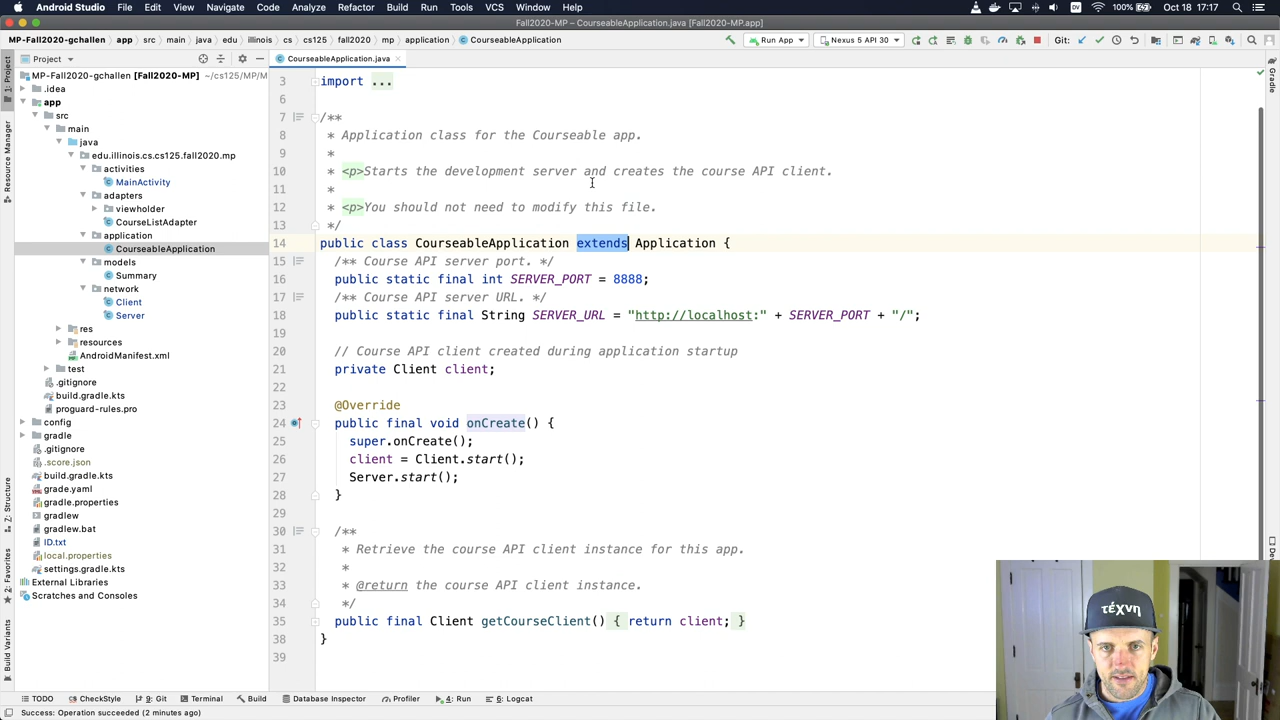 Android Studio File Edit View Navigate Code Analyze Refactor Build Run Tools VCS Window Help 100% Oct 18 17:17
Fall2020-MP – CourseableApplication.java [Fall2020-MP.app]
MP-Fall2020-gchallen app src main java edu illinois cs cs125 fall2020 mp application CourseableApplication Run App Nexus 5 API 30 Git:
Project
CourseableApplication.java
MP-Fall2020-gchallen [Fall2020-MP] ~/cs125/MP/M
.idea
app
src
main
java
edu.illinois.cs.cs125.fall2020.mp
activities
MainActivity
adapters
viewholder
CourseListAdapter
application
CourseableApplication
models
Summary
network
Client
Server
res
resources
AndroidManifest.xml
test
.gitignore
build.gradle.kts
proguard-rules.pro
config
gradle
.gitignore
.score.json
build.gradle.kts
grade.yaml
gradle.properties
gradlew
gradlew.bat
ID.txt
local.properties
settings.gradle.kts
External Libraries
Scratches and Consoles
1: Project
Resource Manager
7: Structure
2: Favorites
Build Variants
Gradle
3 import ...
6
7 /**
8 * Application class for the Courseable app.
9 *
10 * <p>Starts the development server and creates the course API client.
11 *
12 * <p>You should not need to modify this file.
13 */
14 public class CourseableApplication extends Application {
15 /** Course API server port. */
16 public static final int SERVER_PORT = 8888;
17 /** Course API server URL. */
18 public static final String SERVER_URL = "http://localhost:" + SERVER_PORT + "/";
19
20 // Course API client created during application startup
21 private Client client;
22
23 @Override
24 public final void onCreate() {
25 super.onCreate();
26 client = Client.start();
27 Server.start();
28 }
29
30 /**
31 * Retrieve the course API client instance for this app.
32 *
33 * @return the course API client instance.
34 */
35 public final Client getCourseClient() { return client; }
38 }
39
τέχνη
TODO CheckStyle 9: Git Terminal Build Database Inspector Profiler 4: Run 6: Logcat
Success: Operation succeeded (2 minutes ago)